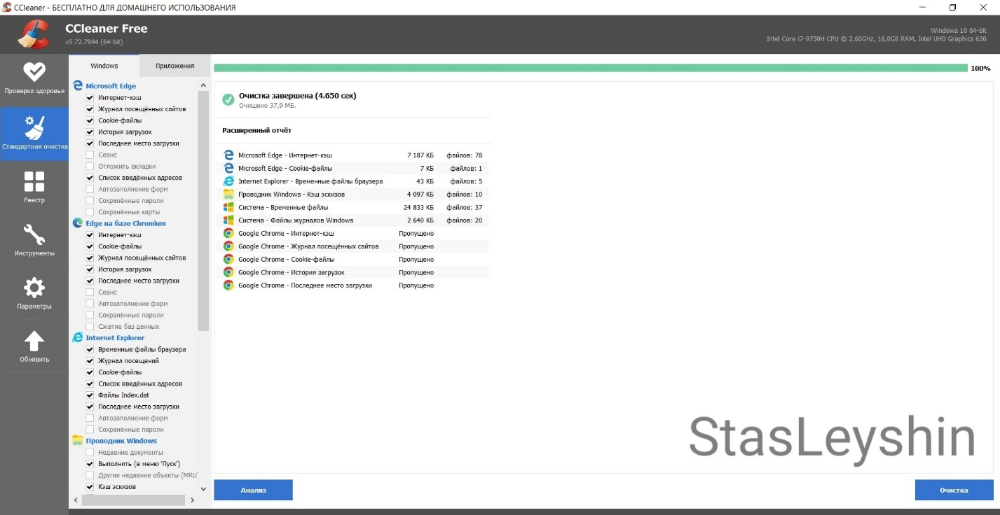 CCleaner - БЕСПЛАТНО ДЛЯ ДОМАШНЕГО ИСПОЛЬЗОВАНИЯ
CCleaner Free
v5.72.7994 (64-bit)
Windows 10 64-bit
Intel Core i7-9750H CPU @ 2.60GHz, 16,0GB RAM, Intel UHD Graphics 630
Проверка здоровья
Стандартная очистка
Реестр
Инструменты
Параметры
Обновить
Windows
Приложения
Microsoft Edge
Интернет-кэш
Журнал посещённых сайтов
Cookie-файлы
История загрузок
Последнее место загрузки
Сеанс
Отложить вкладки
Список введённых адресов
Автозаполнение форм
Сохранённые пароли
Сохранённые карты
Edge на базе Chromium
Интернет-кэш
Cookie-файлы
Журнал посещённых сайтов
История загрузок
Последнее место загрузки
Сеанс
Автозаполнение форм
Сохранённые пароли
Сжатие баз данных
Internet Explorer
Временные файлы браузера
Журнал посещений
Cookie-файлы
Список введённых адресов
Файлы Index.dat
Последнее место загрузки
Автозаполнение форм
Сохранённые пароли
Проводник Windows
Недавние документы
Выполнить (в меню 'Пуск')
Другие недавние объекты (MRU)
Кэш эскизов
100%
Очистка завершена (4.650 сек)
Очищено 37,9 МБ.
Расширенный отчёт
Microsoft Edge - Интернет-кэш 7 187 КБ файлов: 78
Microsoft Edge - Cookie-файлы 7 КБ файлов: 1
Internet Explorer - Временные файлы браузера 43 КБ файлов: 5
Проводник Windows - Кэш эскизов 4 097 КБ файлов: 10
Система - Временные файлы 24 833 КБ файлов: 37
Система - Файлы журналов Windows 2 640 КБ файлов: 20
Google Chrome - Интернет-кэш Пропущено
Google Chrome - Журнал посещённых сайтов Пропущено
Google Chrome - Cookie-файлы Пропущено
Google Chrome - История загрузок Пропущено
Google Chrome - Последнее место загрузки Пропущено
StasLeyshin
Анализ
Очистка